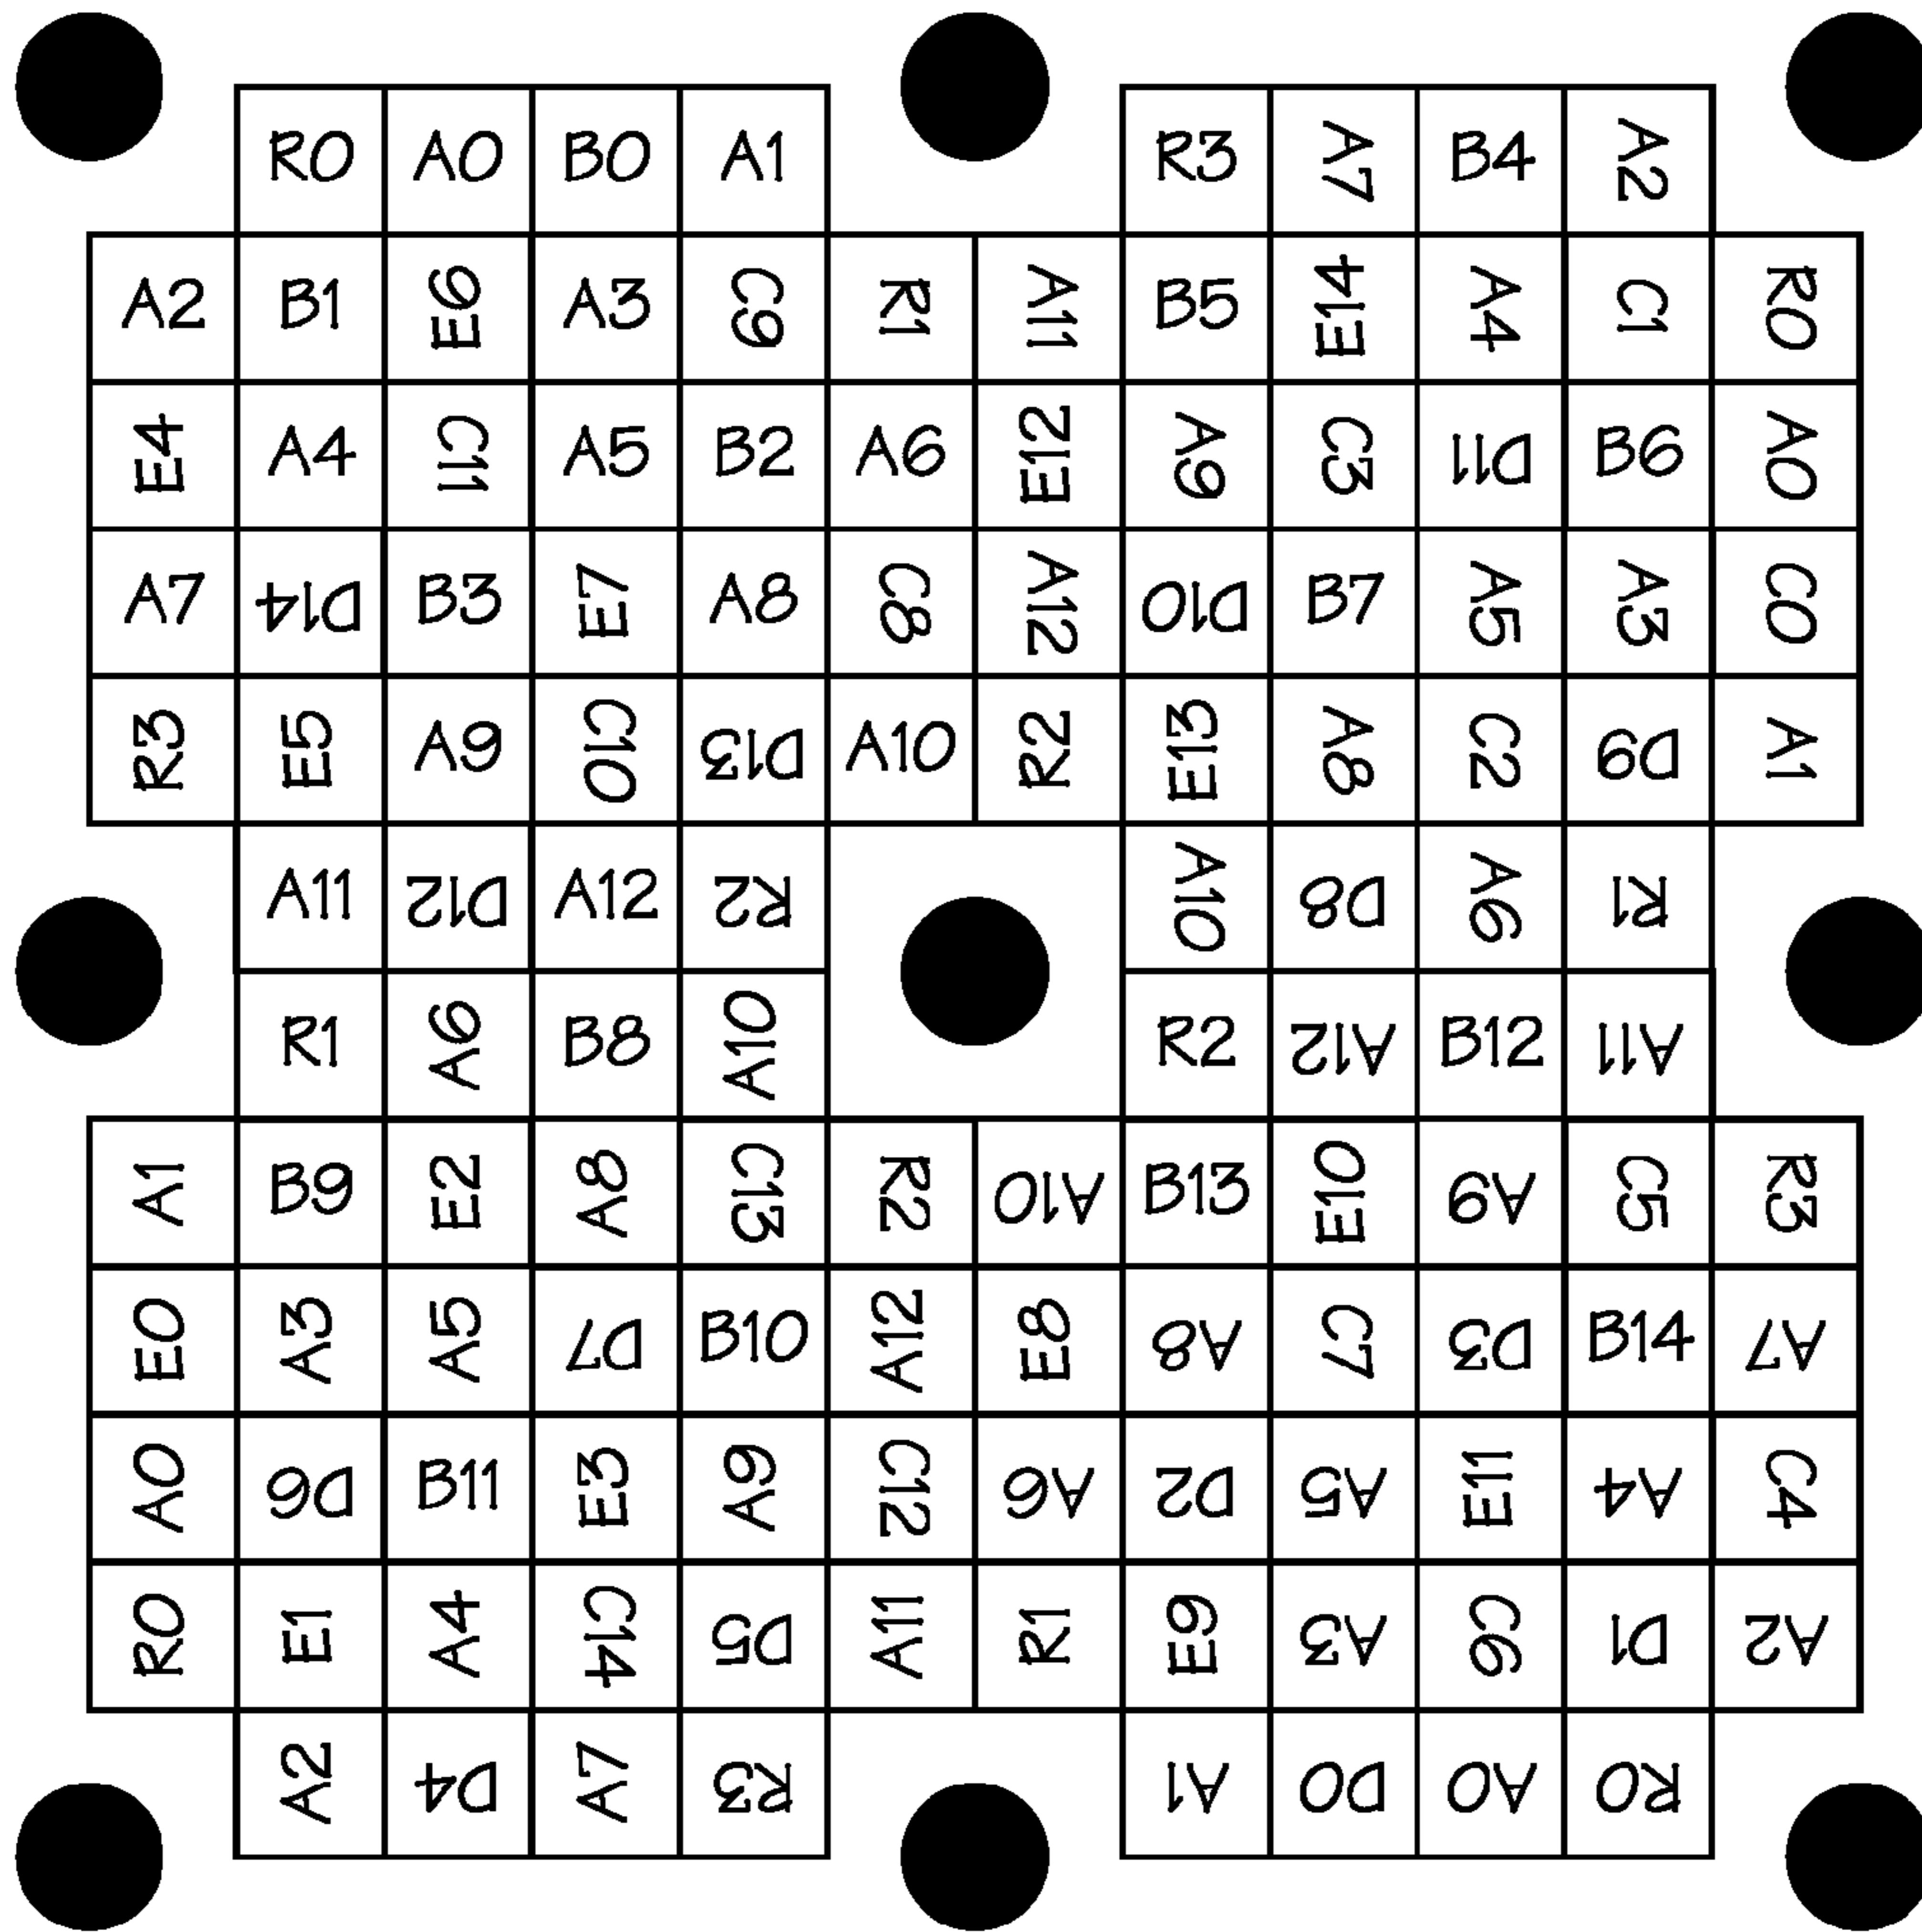 R0 A0 B0 A1 R3 A7 B4 A2
A2 B1 E6 A3 C9 R1 A11 B5 E14 A4 C1 R0
E4 A4 C11 A5 B2 A6 E12 A9 C3 D11 B6 A0
A7 D14 B3 E7 A8 C8 A12 D10 B7 A5 A3 C0
R3 E5 A9 C10 D13 A10 R2 E13 A8 C2 D9 A1
A11 D12 A12 R2 A10 D8 A6 R1
R1 A6 B8 A10 R2 A12 B12 A11
A1 B9 E2 A8 C13 R2 A10 B13 E10 A9 C5 R3
E0 A3 A5 D7 B10 A12 E8 A8 C7 D3 B14 A7
A0 D6 B11 E3 A9 C12 A6 D2 A5 E11 A4 C4
R0 E1 A4 C14 D5 A11 R1 E9 A3 C6 D1 A2
A2 D4 A7 R3 A1 D0 A0 R0